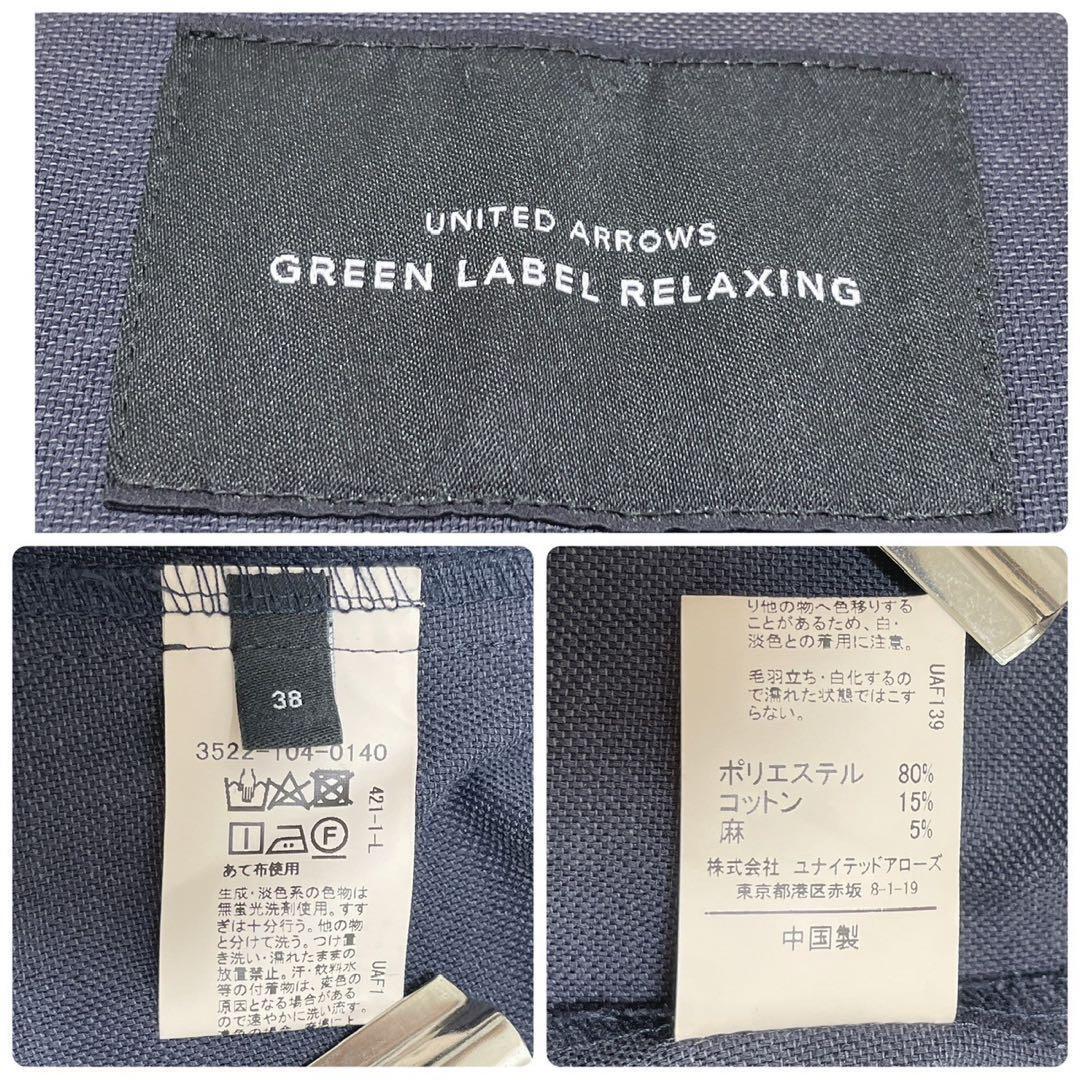 UNITED ARROWS
GREEN LABEL RELAXING
38
3522-104-0140
421-1-L
F
あて布使用
生成・淡色系の色物は
無蛍光洗剤使用。すす
ぎは十分行う。他の物
と分けて洗う。つけ置
き洗い・濡れたままの
放置禁止。汗・飲料水
等の付着物は、変色の
原因となる場合がある
ので速やかに洗い流す。
UAF1
り他の物へ色移りする
ことがあるため、白・
淡色との着用に注意。
毛羽立ち・白化するの
で濡れた状態ではこす
らない。
UAF139
ポリエステル 80%
コットン 15%
麻 5%
株式会社 ユナイテッドアローズ
東京都港区赤坂 8-1-19
中国製